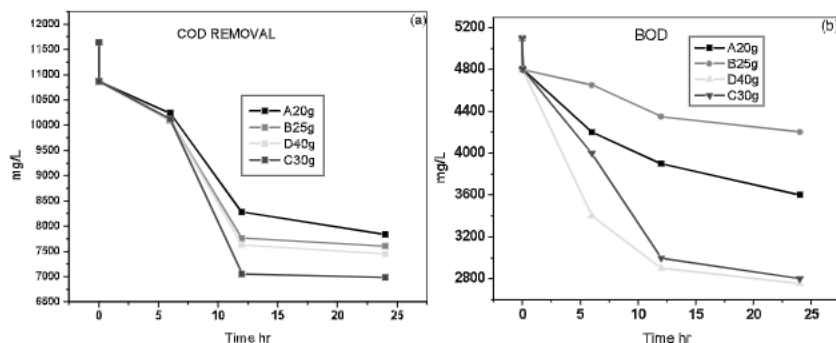 (a)
COD REMOVAL
12000
11500
11000
10500
10000
9500
9000
8500
8000
7500
7000
6500
mg/L
A20g
B25g
D40g
C30g
0 5 10 15 20 25
Time hr
(b)
BOD
5200
4800
4400
4000
3600
3200
2800
mg/L
A20g
B25g
D40g
C30g
0 5 10 15 20 25
Time hr